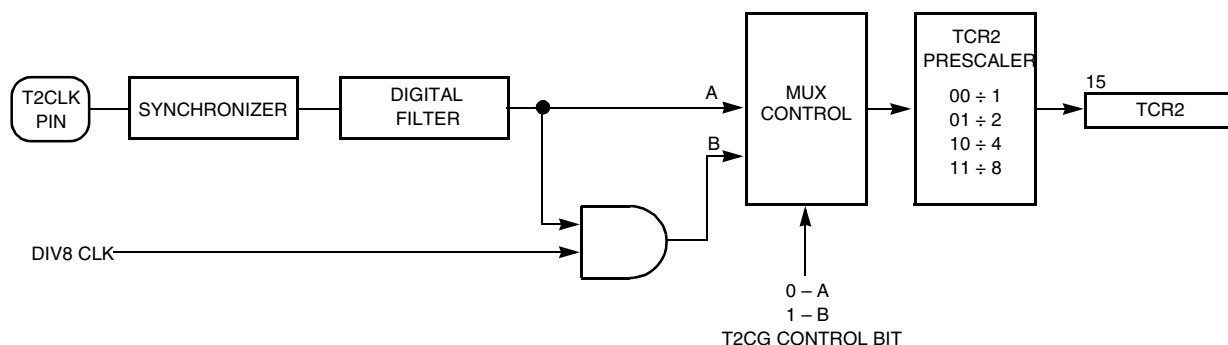 T2CLK
PIN
SYNCHRONIZER
DIGITAL
FILTER
A
B
MUX
CONTROL
TCR2
PRESCALER
00 ÷ 1
01 ÷ 2
10 ÷ 4
11 ÷ 8
15
TCR2
DIV8 CLK
0 – A
1 – B
T2CG CONTROL BIT